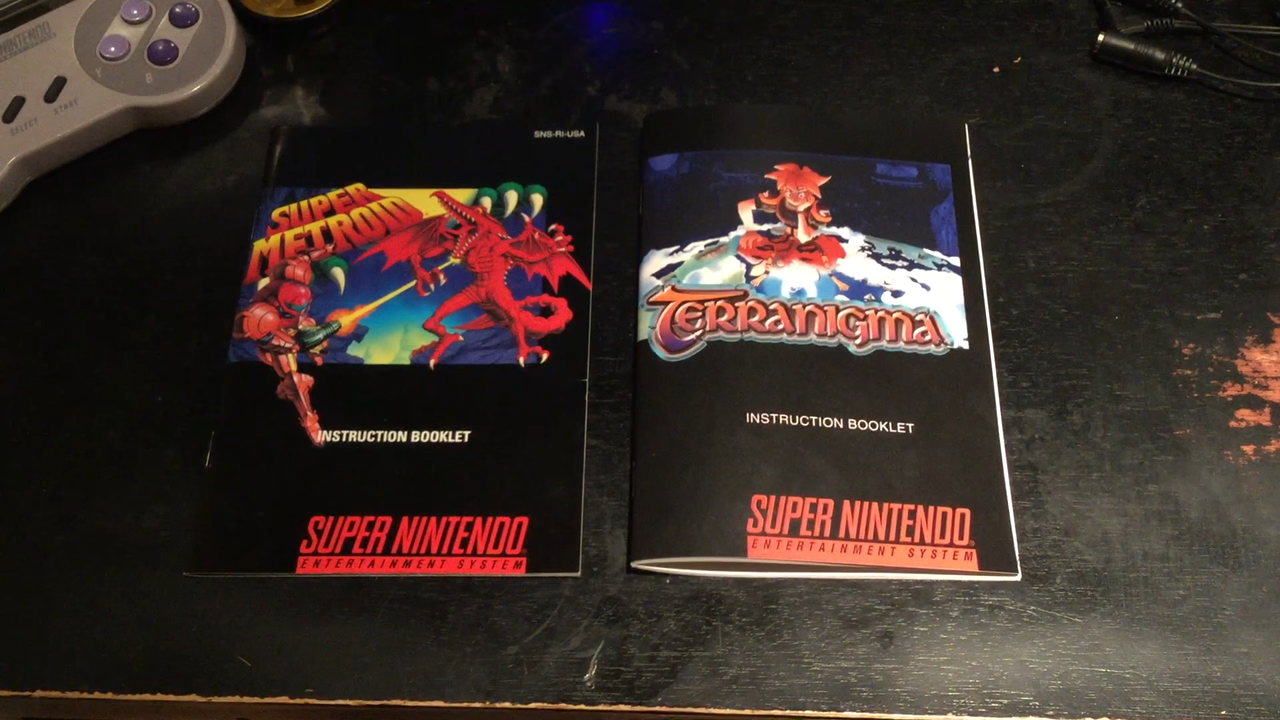 NINTENDO
Y
B
SELECT
START
SNS-RI-USA
SUPER
METROID
INSTRUCTION BOOKLET
SUPER NINTENDO
ENTERTAINMENT SYSTEM
TERRANIGMA
INSTRUCTION BOOKLET
SUPER NINTENDO
ENTERTAINMENT SYSTEM